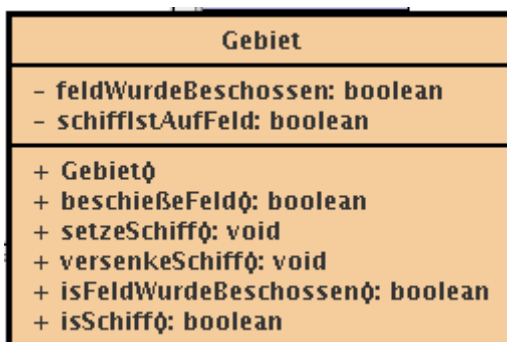 Gebiet
- feldWurdeBeschossen: boolean
- schiffIstAufFeld: boolean
+ Gebiet()
+ beschießeFeld(): boolean
+ setzeSchiff(): void
+ versenkeSchiff(): void
+ isFeldWurdeBeschossen(): boolean
+ isSchiff(): boolean